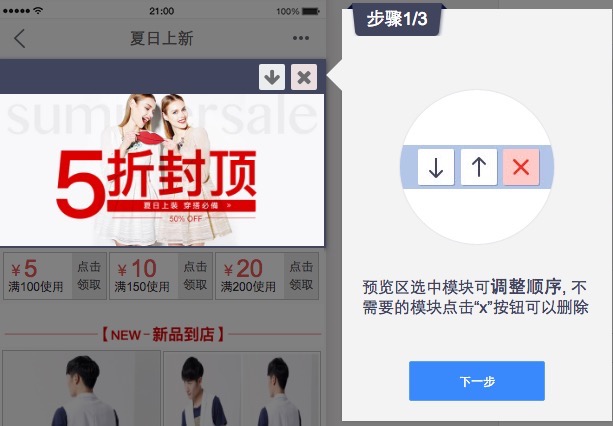 21:00
100%
夏日上新
summersale
5折封顶
夏日上装 穿搭必备 »
50% OFF
¥5
满100使用
点击
领取
¥10
满150使用
点击
领取
¥20
满200使用
点击
领取
【NEW-新品到店】
步骤1/3
预览区选中模块可调整顺序, 不
需要的模块点击“x”按钮可以删除
下一步